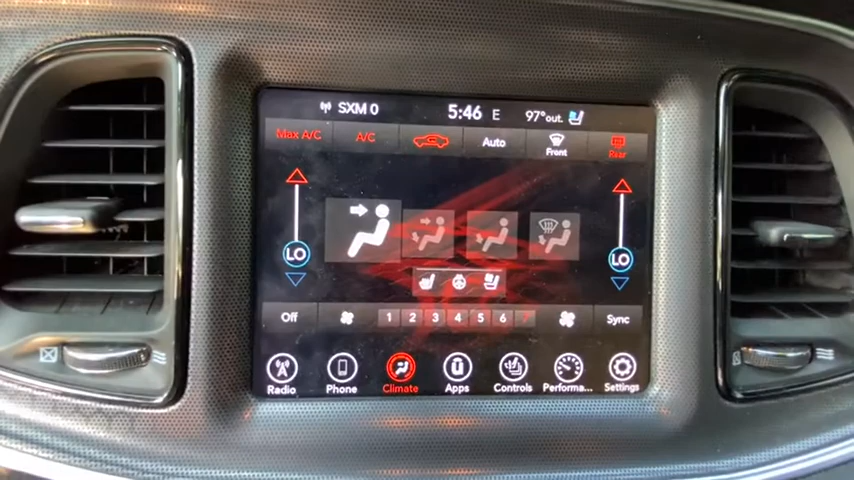 SXM 0 5:46 E 97°out.
Max A/C A/C Auto Front Rear
LO LO
Off 1 2 3 4 5 6 7 Sync
Radio Phone Climate Apps Controls Performa... Settings